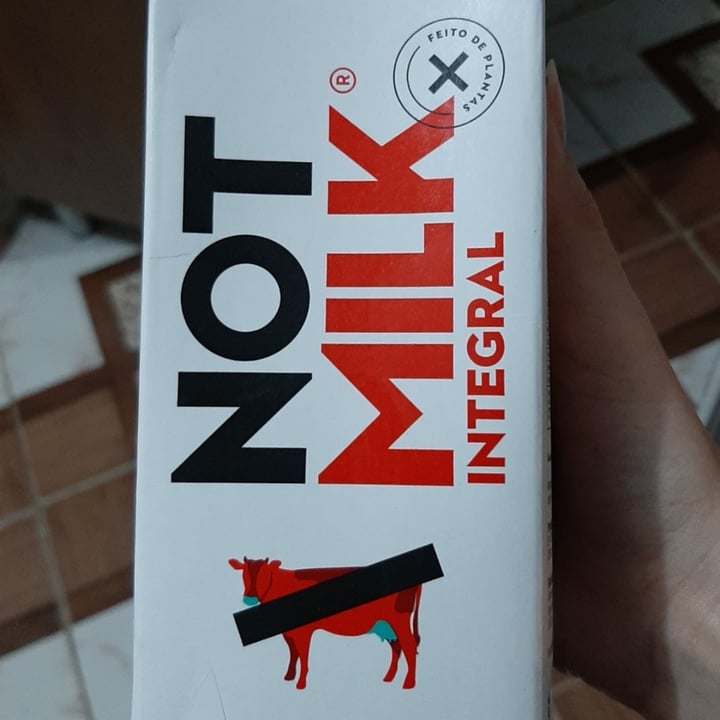 NOT
MILK®
INTEGRAL
FEITO DE PLANTAS